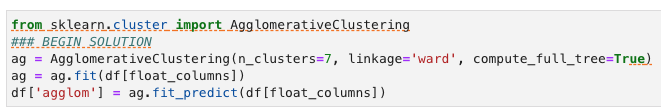 from sklearn.cluster import AgglomerativeClustering
### BEGIN SOLUTION
ag = AgglomerativeClustering(n_clusters=7, linkage='ward', compute_full_tree=True)
ag = ag.fit(df[float_columns])
df['agglom'] = ag.fit_predict(df[float_columns])